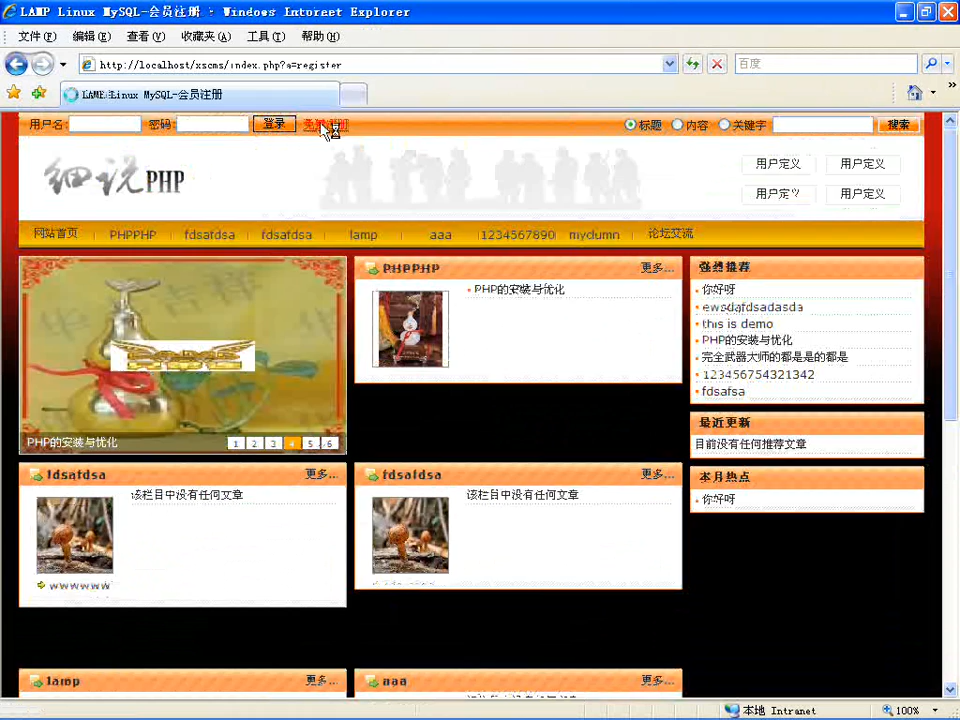 LAMP Linux MySQL-会员注册 - Windows Internet Explorer
文件(F) 编辑(E) 查看(V) 收藏夹(A) 工具(T) 帮助(H)
http://localhost/xscms/index.php?a=register 百度
LAMP Linux MySQL-会员注册
用户名: 密码: 登录 标题 内容 关键字 搜索
细说PHP
用户定义 用户定义
用户定义 用户定义
网站首页 PHPPHP fdsafdsa fdsafdsa lamp aaa 1234567890 论坛交流
PHP的安装与优化
1 2 3 4 5 6
PHPPHP 更多...
PHP的安装与优化
强烈推荐
你好呀
ewrdafdsadasda
this is demo
PHP的安装与优化
完全武器大师的都是是的都是
123456754321342
fdsafsa
最近更新
目前没有任何推荐文章
本月热点
你好呀
fdsafdsa 更多...
该栏目中没有任何文章
wwwwww
fdsafdsa 更多...
该栏目中没有任何文章
lamp 更多...
aaa 更多...
本地 Intranet 100%